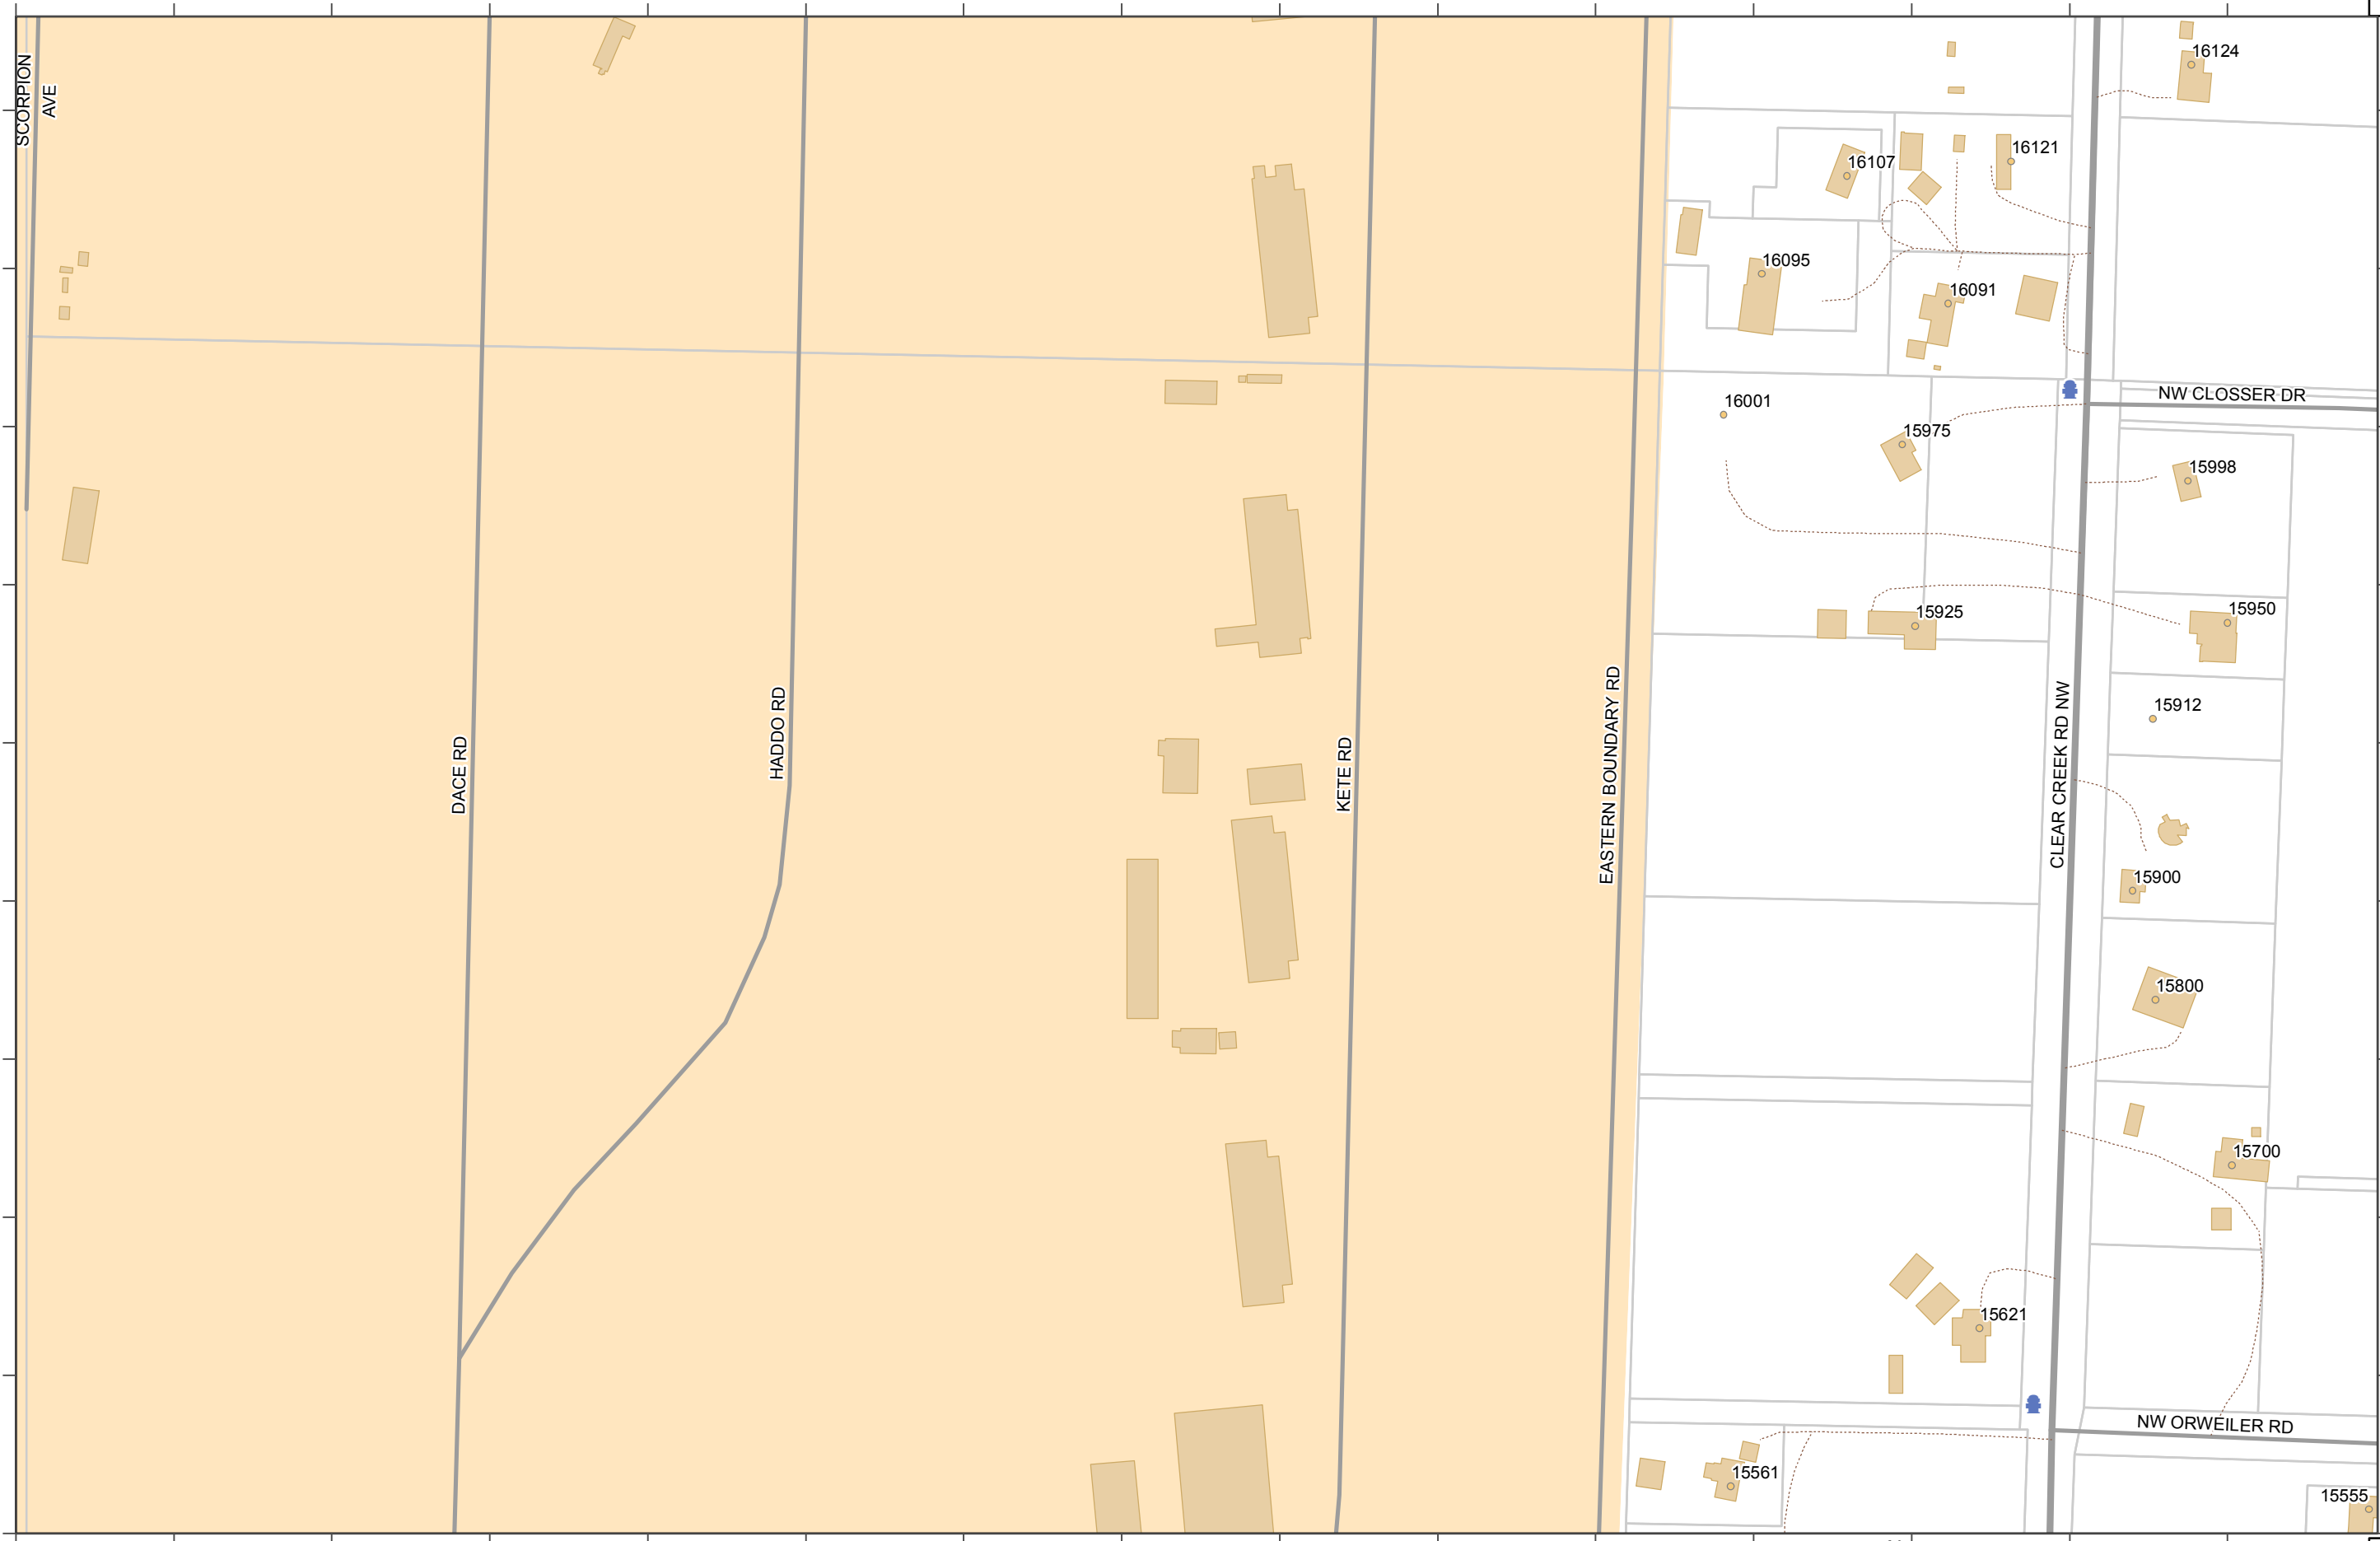 16124
SCORPION
AVE
16121
16107
16095
16091
NW CLOSSER DR
16001
15975
15998
15950
15925
15912
DACE RD
HADDO RD
KETE RD
EASTERN BOUNDARY RD
CLEAR CREEK RD NW
15900
15800
15700
15621
NW ORWEILER RD
15561
15555